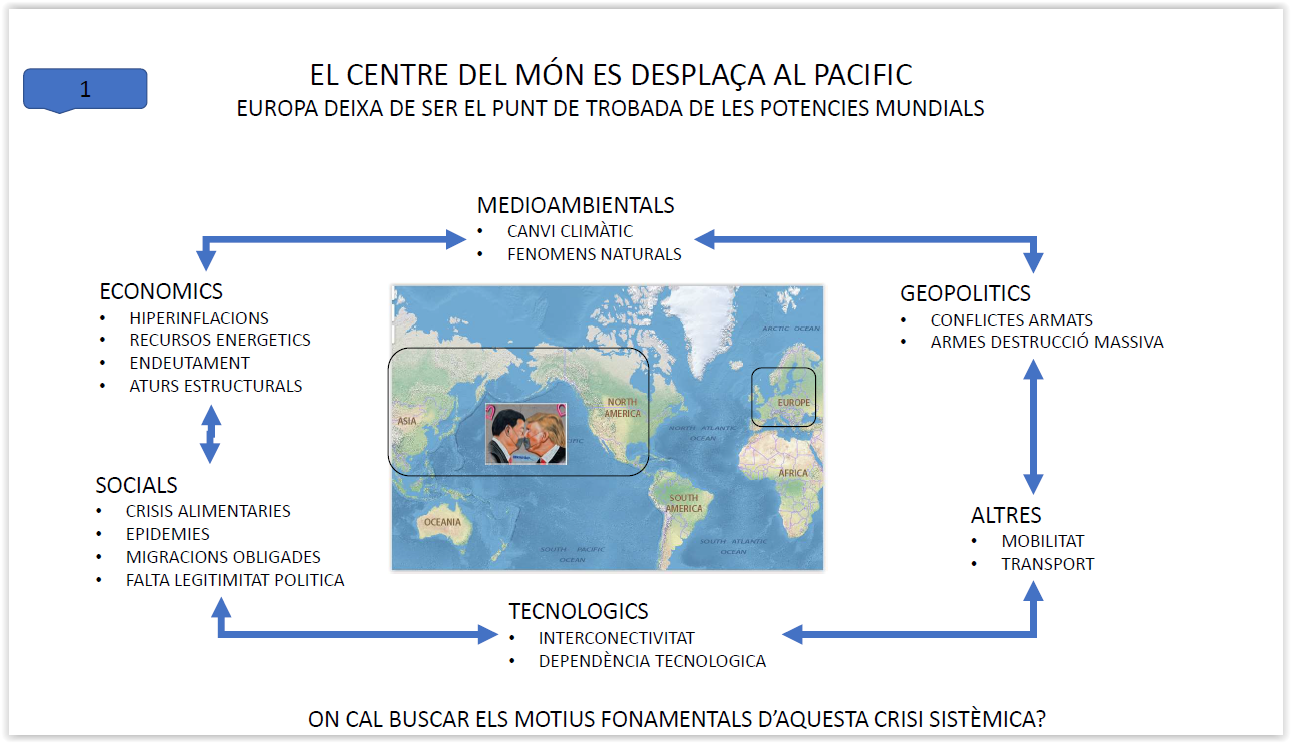 1
EL CENTRE DEL MÓN ES DESPLAÇA AL PACIFIC
EUROPA DEIXA DE SER EL PUNT DE TROBADA DE LES POTENCIES MUNDIALS
MEDIOAMBIENTALS
• CANVI CLIMÀTIC
• FENOMENS NATURALS
ECONOMICS
• HIPERINFLACIONS
• RECURSOS ENERGETICS
• ENDEUTAMENT
• ATURS ESTRUCTURALS
GEOPOLITICS
• CONFLICTES ARMATS
• ARMES DESTRUCCIÓ MASSIVA
ARCTIC OCEAN
NORTH
AMERICA
EUROPE
ASIA
NORTH ATLANTIC
OCEAN
AFRICA
SOUTH
AMERICA
OCEANIA
SOUTH PACIFIC
OCEAN
SOUTH ATLANTIC
OCEAN
SOCIALS
• CRISIS ALIMENTARIES
• EPIDEMIES
• MIGRACIONS OBLIGADES
• FALTA LEGITIMITAT POLITICA
ALTRES
• MOBILITAT
• TRANSPORT
TECNOLOGICS
• INTERCONECTIVITAT
• DEPENDÈNCIA TECNOLOGICA
ON CAL BUSCAR ELS MOTIUS FONAMENTALS D'AQUESTA CRISI SISTÈMICA?